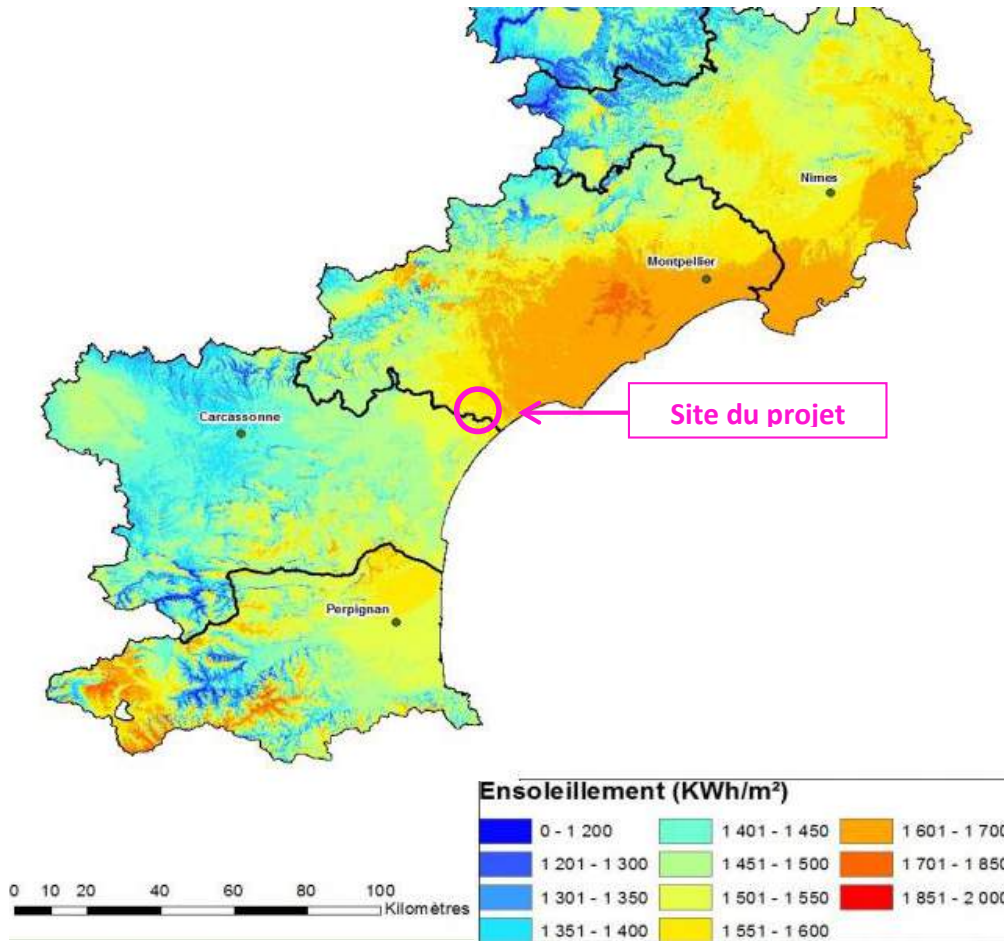 Nimes
Montpellier
Site du projet
Carcassonne
Perpignan
Ensoleillement (KWh/m²)
0 - 1 200
1 401 - 1 450
1 601 - 1 700
1 201 - 1 300
1 451 - 1 500
1 701 - 1 850
1 301 - 1 350
1 501 - 1 550
1 851 - 2 000
1 351 - 1 400
1 551 - 1 600
0 10 20 40 60 80 100
Kilomètres